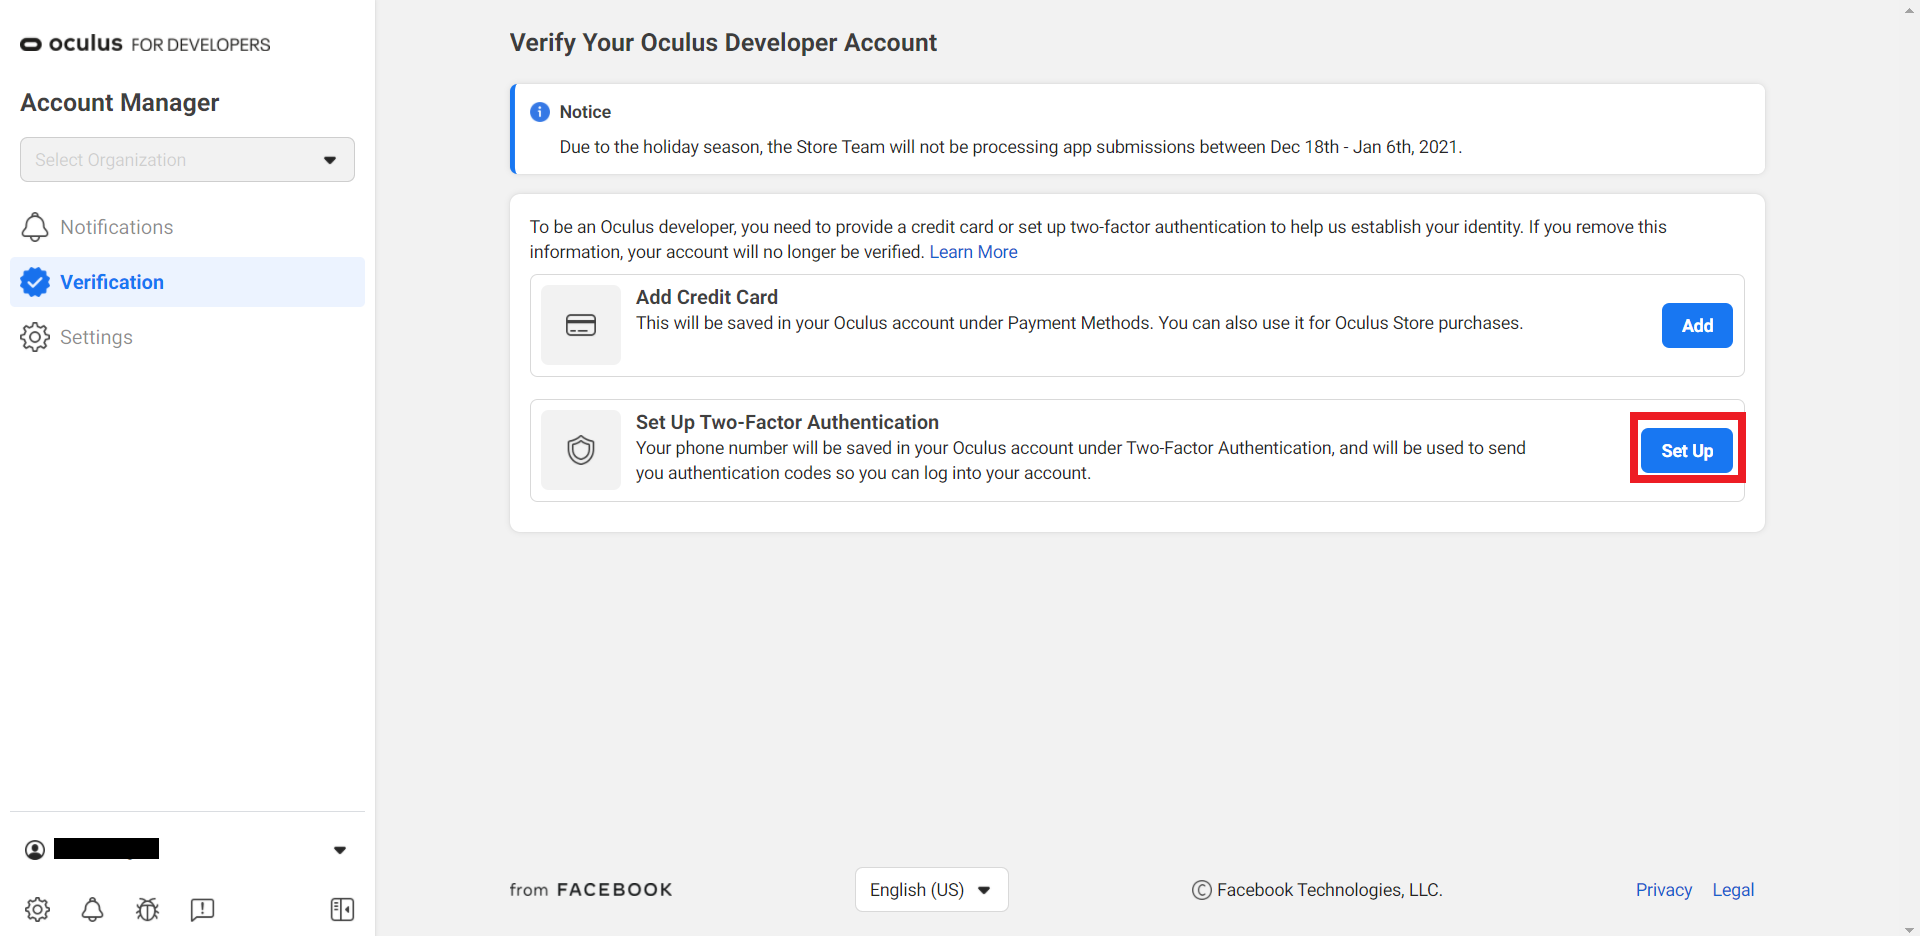 oculus FOR DEVELOPERS
Account Manager
Select Organization
Notifications
Verification
Settings
Verify Your Oculus Developer Account
Notice
Due to the holiday season, the Store Team will not be processing app submissions between Dec 18th - Jan 6th, 2021.
To be an Oculus developer, you need to provide a credit card or set up two-factor authentication to help us establish your identity. If you remove this
information, your account will no longer be verified. Learn More
Add Credit Card
This will be saved in your Oculus account under Payment Methods. You can also use it for Oculus Store purchases.
Add
Set Up Two-Factor Authentication
Your phone number will be saved in your Oculus account under Two-Factor Authentication, and will be used to send
you authentication codes so you can log into your account.
Set Up
from FACEBOOK
English (US)
© Facebook Technologies, LLC.
Privacy Legal